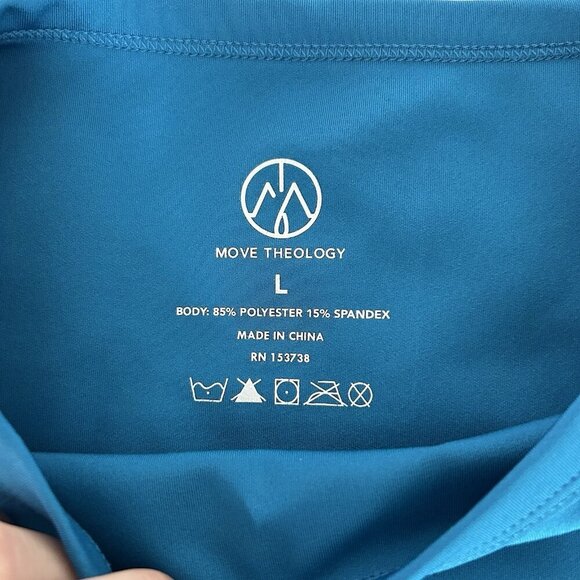 MOVE THEOLOGY
L
BODY: 85% POLYESTER 15% SPANDEX
MADE IN CHINA
RN 153738